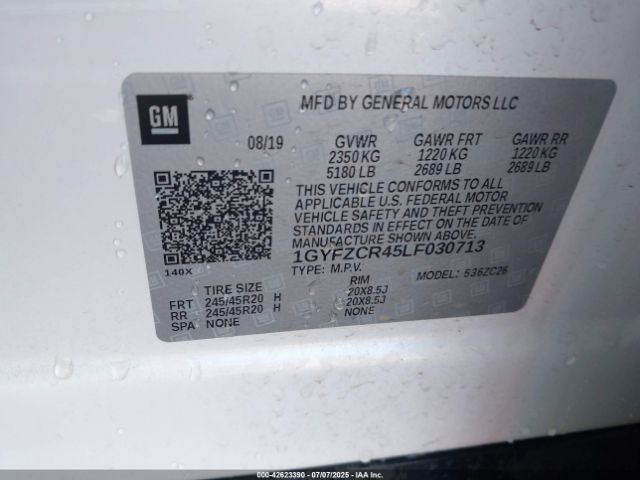 GM
MFD BY GENERAL MOTORS LLC
08/19 GVWR GAWR FRT GAWR RR
2350 KG 1220 KG 1220 KG
5180 LB 2689 LB 2689 LB
THIS VEHICLE CONFORMS TO ALL
APPLICABLE U.S. FEDERAL MOTOR
VEHICLE SAFETY AND THEFT PREVENTION
STANDARDS IN EFFECT ON THE DATE OF
MANUFACTURE SHOWN ABOVE.
1GYFZCR45LF030713
140X
TYPE: M.P.V. MODEL: 536ZC26
TIRE SIZE RIM
FRT 245/45R20 H 20X8.5J
RR 245/45R20 H 20X8.5J
SPA NONE NONE
000-42623390 - 07/07/2025 - IAAI.COM